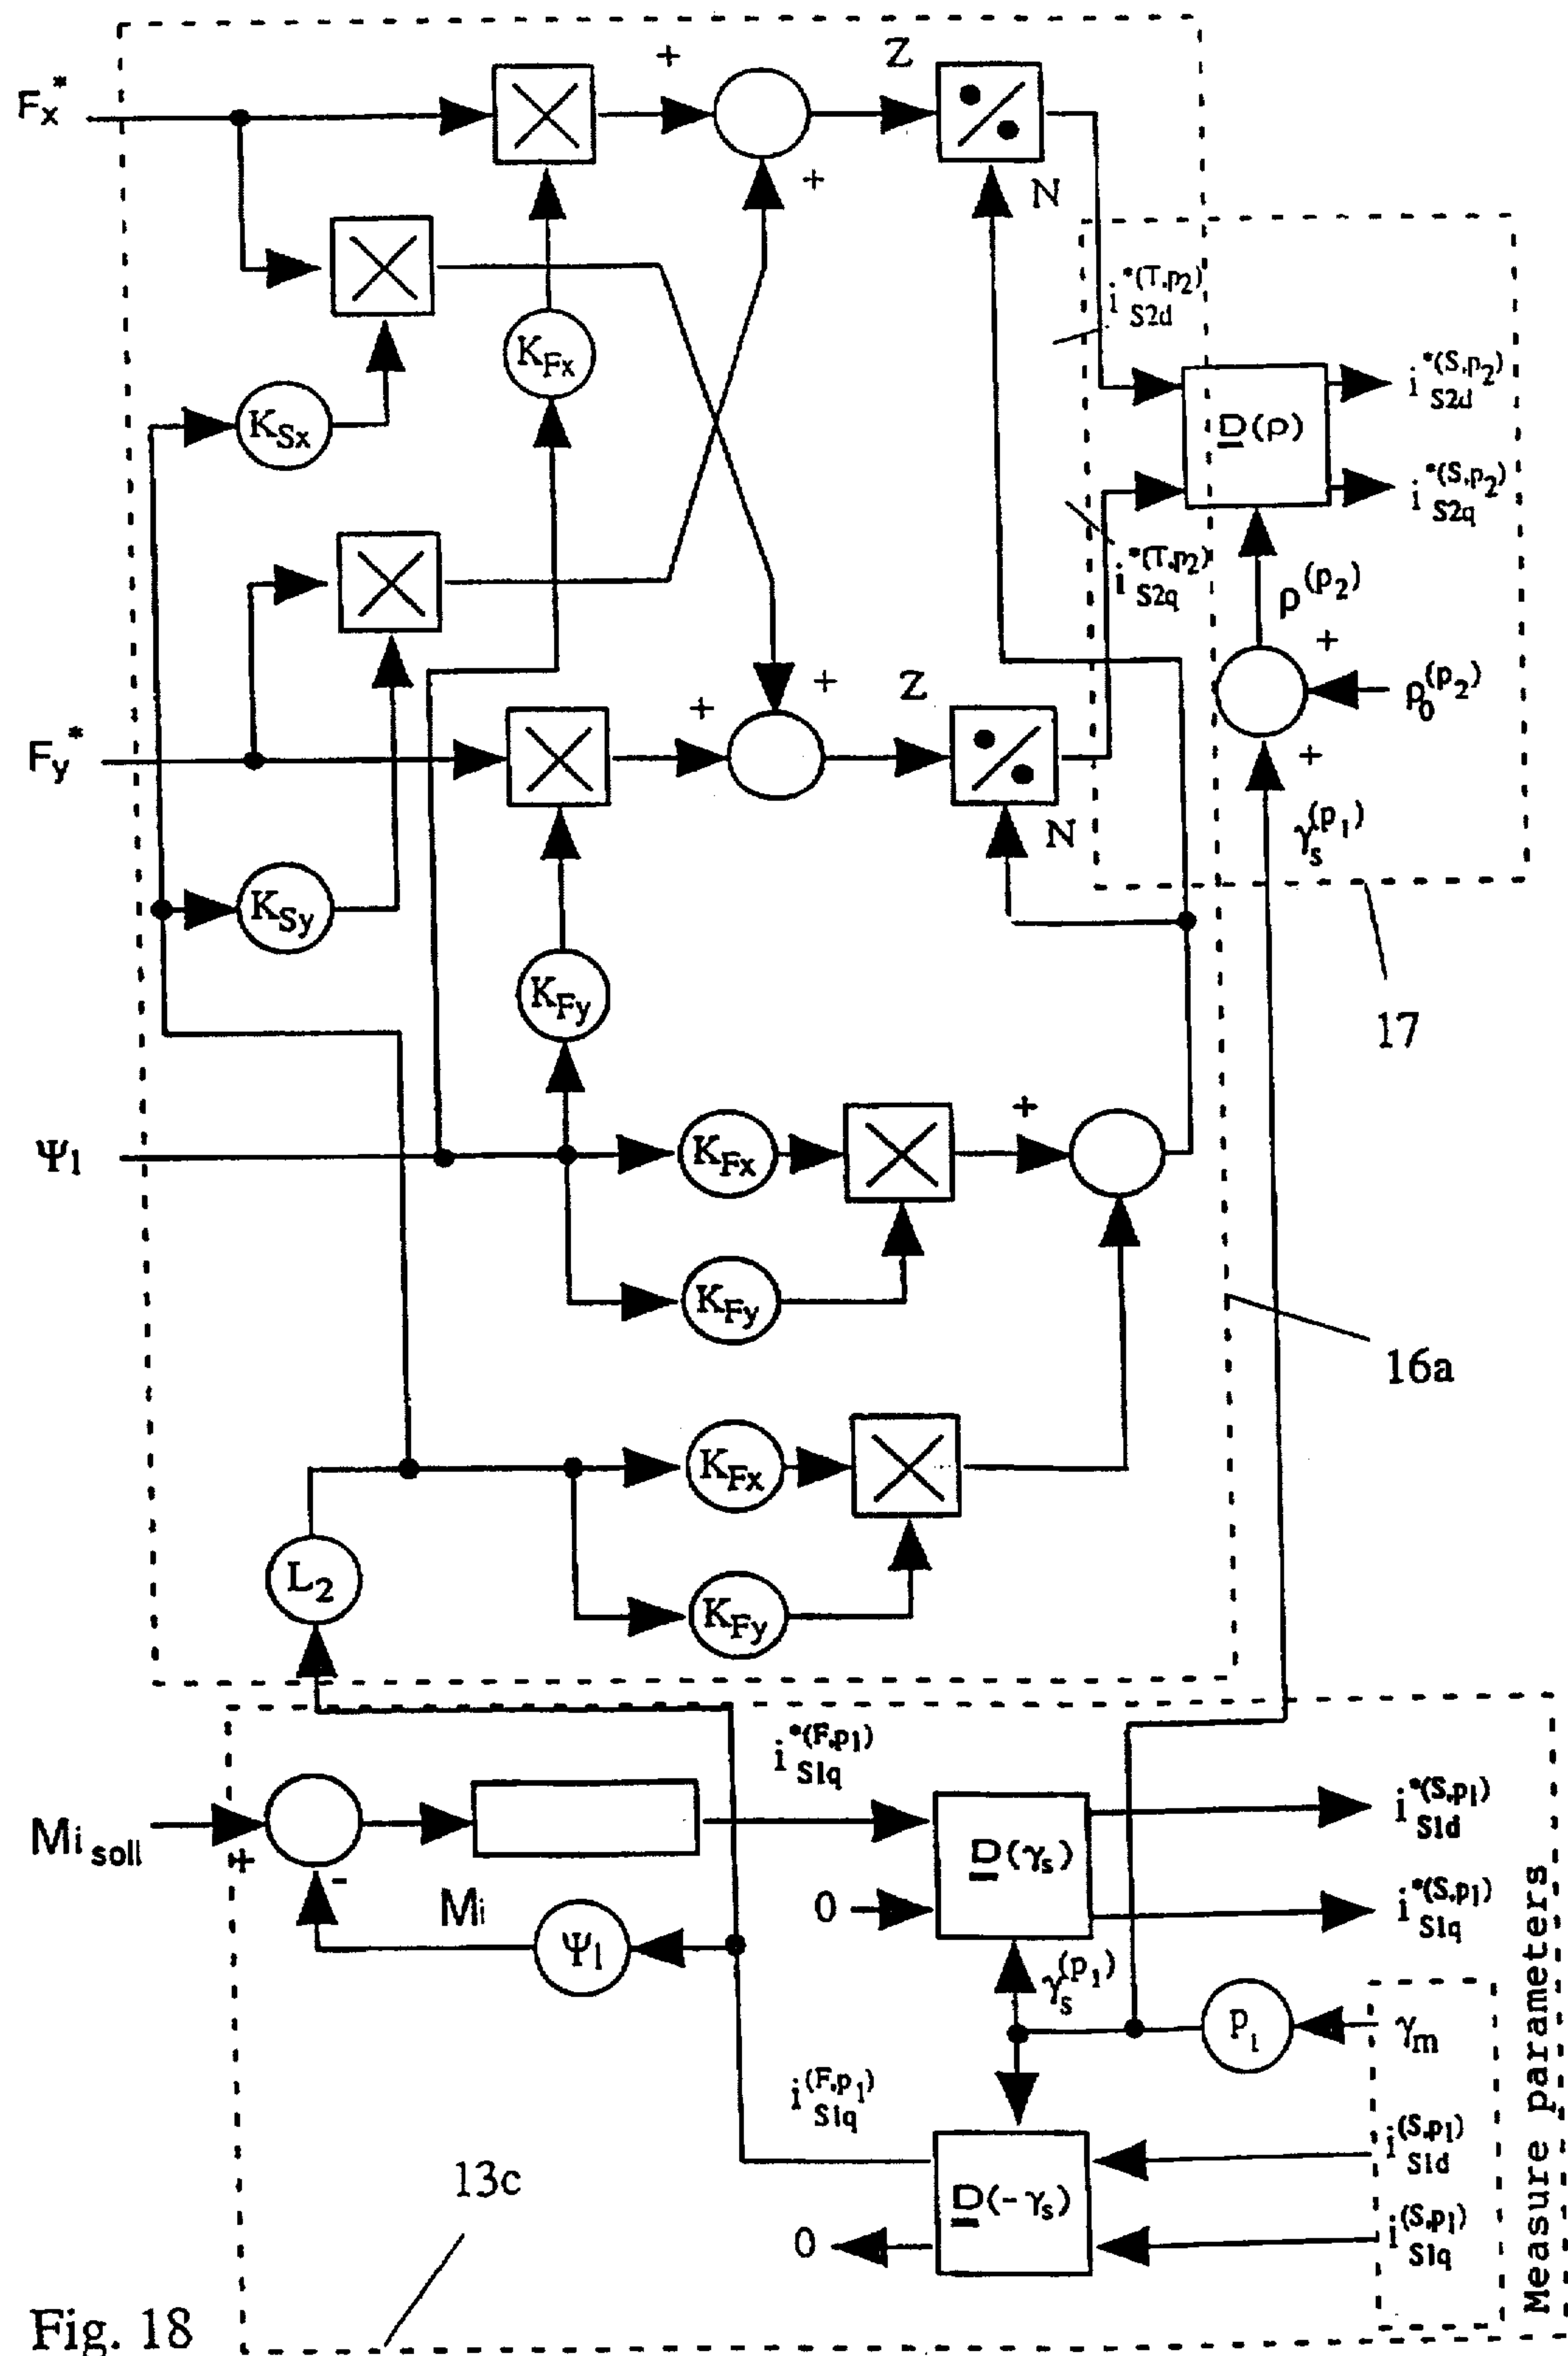 Fx* + Z
+ N
i*(T,p2)S2d
KFx
i*(S,p2)S2d
KSx D(ρ)
i*(S,p2)S2q
i*(T,p2)S2q ρ(p2)
+
+ + Z ρ0(p2)
Fy*
+
N γs(p1)
KSy
KFy
17
Ψ1 KFx +
KFy
16a
KFx
L2
KFy
i*(F,p1)S1q
Mi soll + i*(S,p1)S1d
D(γs)
- Mi 0 i*(S,p1)S1q
Ψ1
γs(p1)
p1 γm
i(F,p1)S1q
i(S,p1)S1d
13c D(-γs)
0 i(S,p1)S1q
Measure parameters
Fig. 18